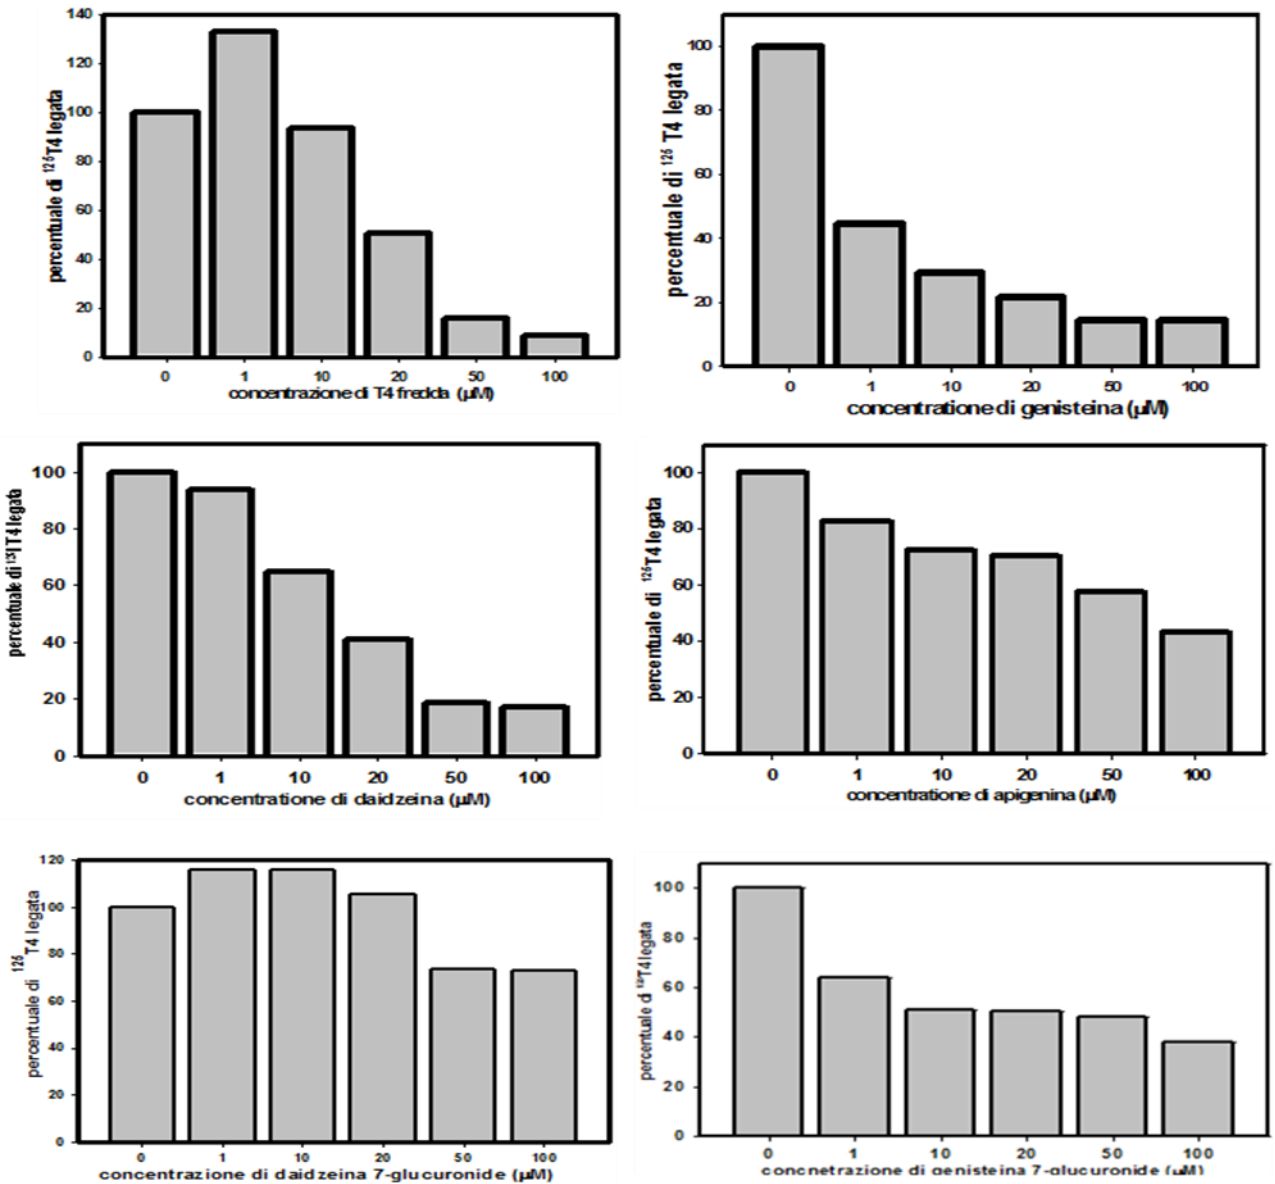 percentuale di 125T4 legata
140
120
100
80
60
40
20
0
0 1 10 20 50 100
concentrazione di T4 fredda (µM)
percentuale di 125 T4 legata
100
80
60
40
20
0
0 1 10 20 50 100
concentratione di genisteina (µM)
percentuale di 131IT4 legata
100
80
60
40
20
0
0 1 10 20 50 100
concentratione di daidzeina (µM)
percentuale di 125T4 legata
100
80
60
40
20
0
0 1 10 20 50 100
concentratione di apigenina (µM)
percentuale di 125T4 legata
120
100
80
60
40
20
0
0 1 10 20 50 100
concentrazione di daidzeina 7-glucuronide (µM)
percentuale di T4 legata
100
80
60
40
20
0
0 1 10 20 50 100
concnetrazione di genisteina 7-glucuronide (µM)